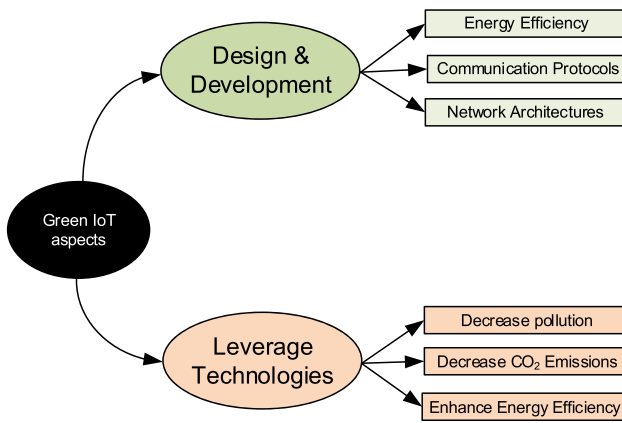 Energy Efficiency
Design &
Development
Communication Protocols
Network Architectures
Green IoT
aspects
Decrease pollution
Leverage
Technologies
Decrease CO₂ Emissions
Enhance Energy Efficiency